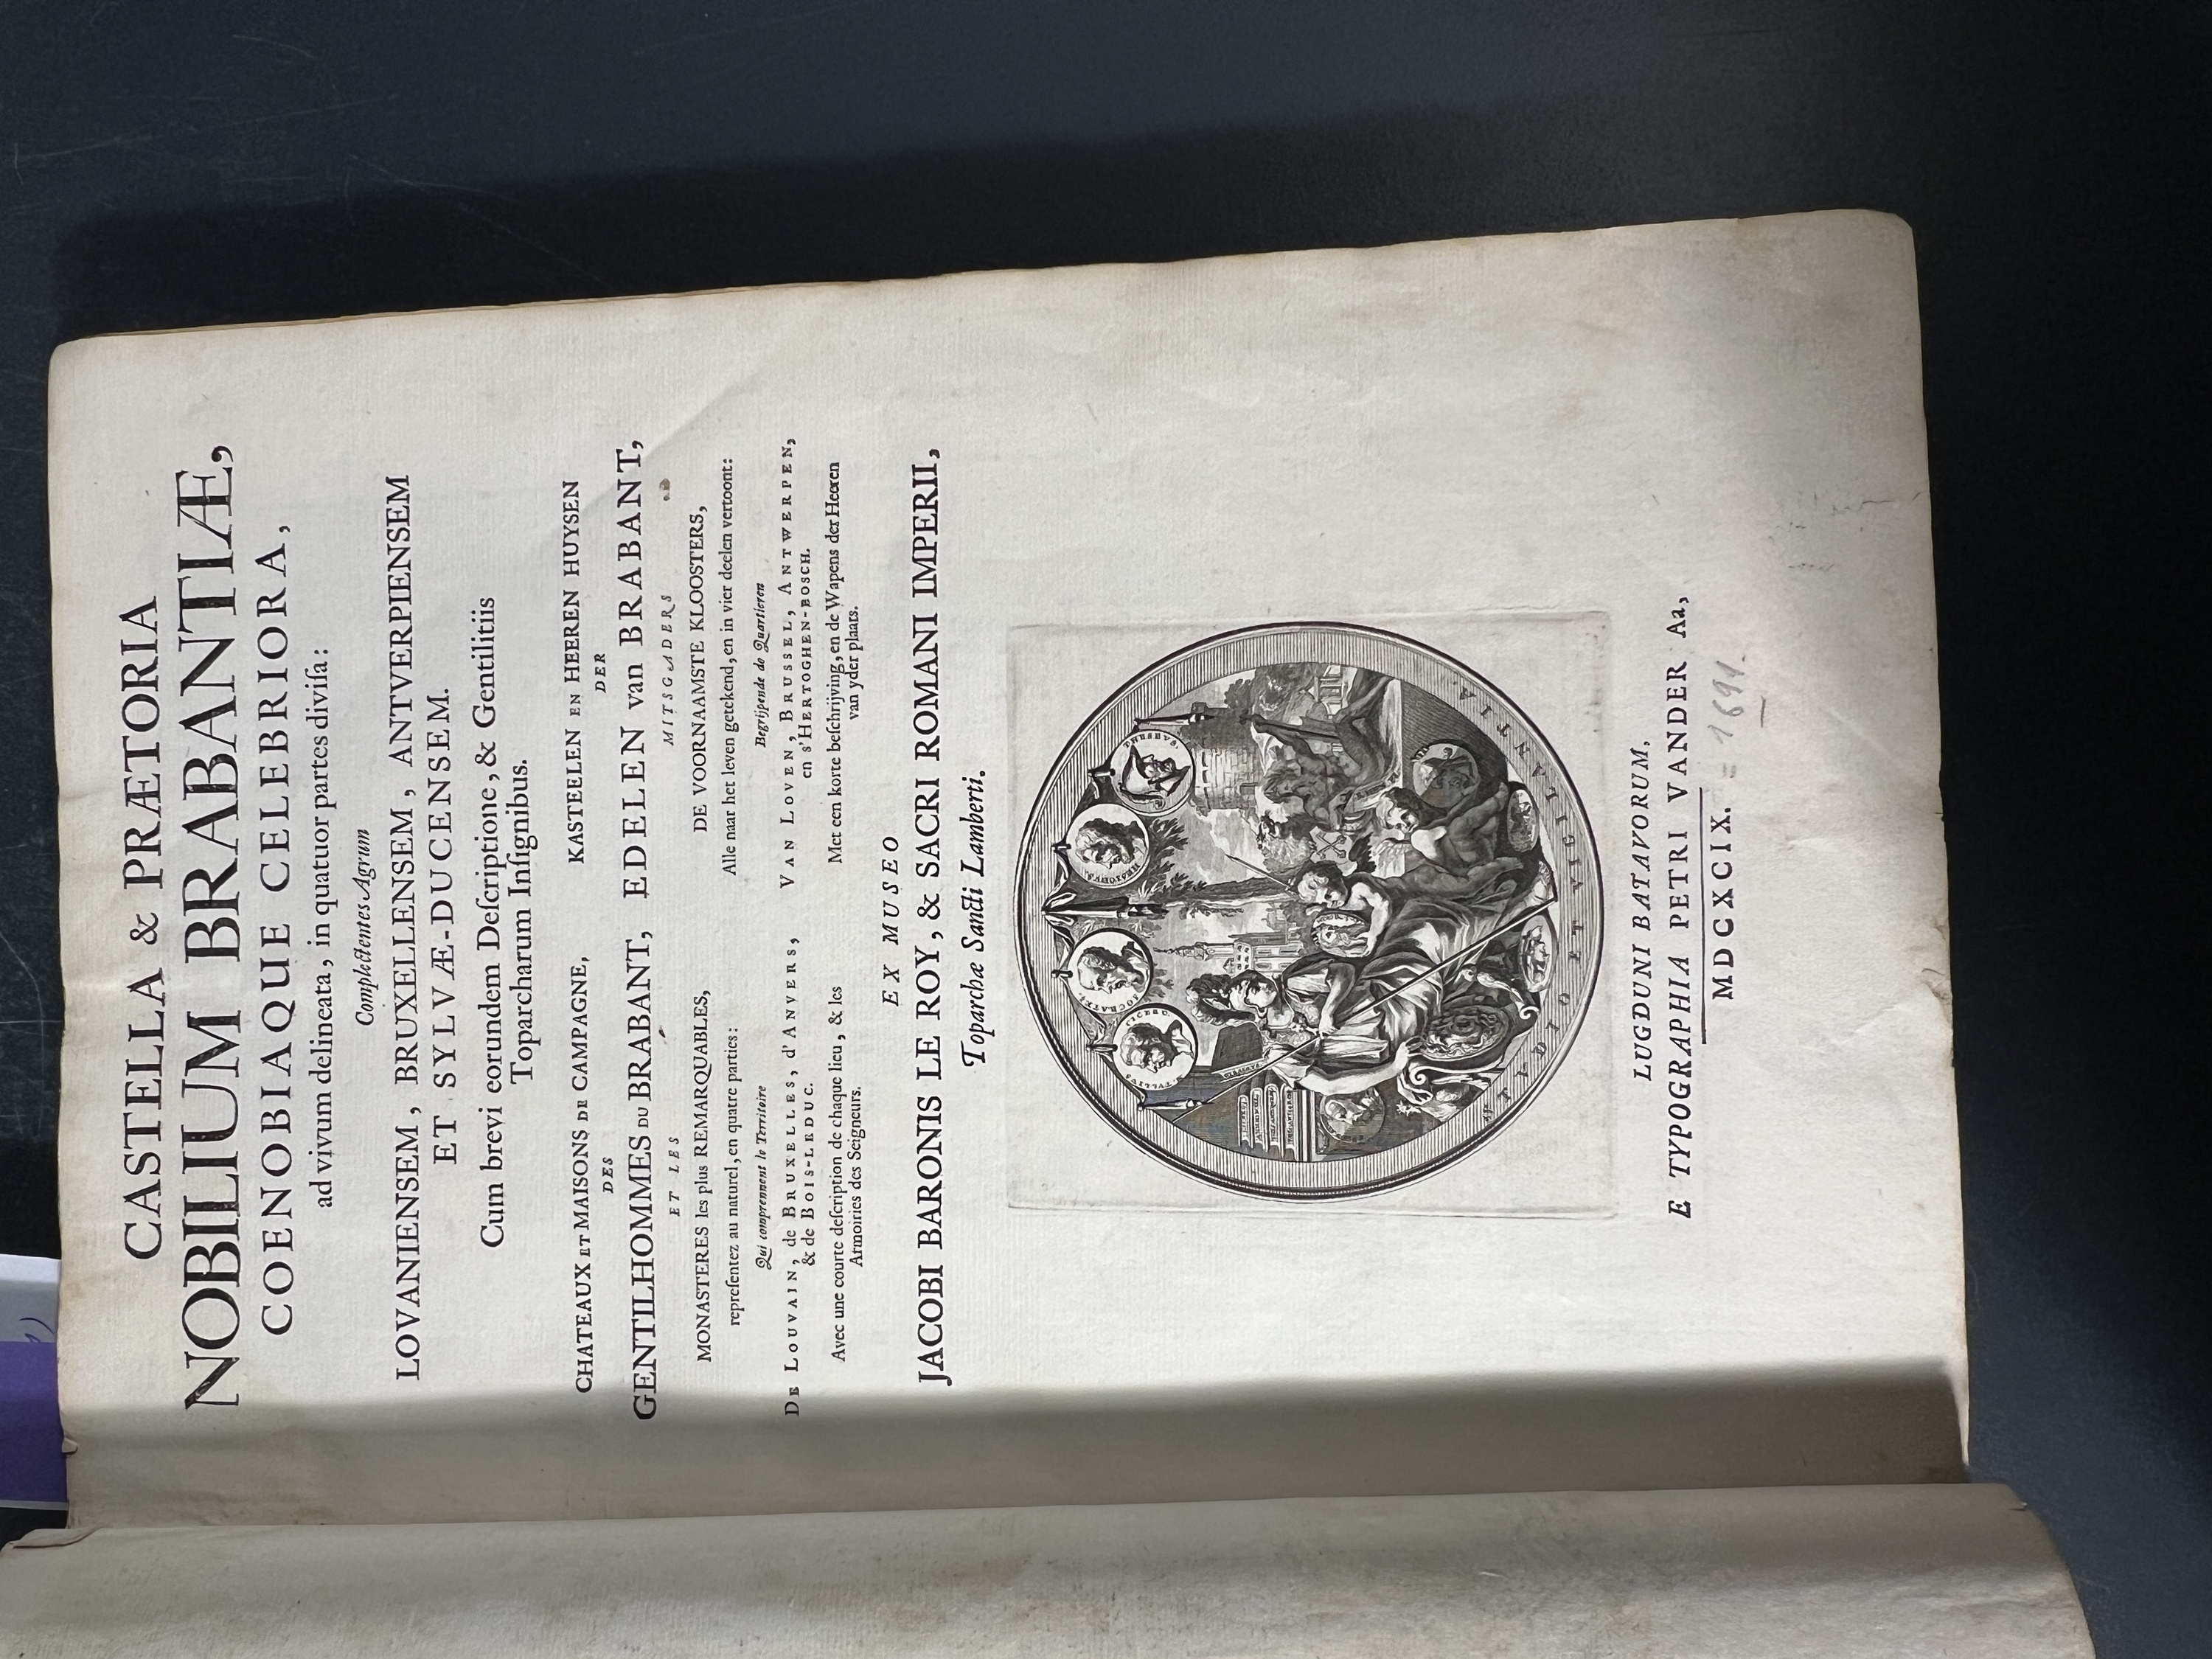 CASTELLA & PRÆTORIA
NOBILIUM BRABANTIÆ,
COENOBIAQUE CELEBRIORA,
ad vivum delineata, in quatuor partes diviſa:
Complectentes Agrum
LOVANIENSEM, BRUXELLENSEM, ANTVERPIENSEM
ET SYLVÆ-DUCENSEM.
Cum brevi eorundem Deſcriptione, & Gentilitiis
Toparcharum Inſignibus.
CHATEAUX ET MAISONS DE CAMPAGNE,
DES
GENTILHOMMES DU BRABANT,
ET LES
MONASTERES les plus REMARQUABLES,
repreſentez au naturel, en quatre parties:
Qui comprennent le Territoire
DE LOUVAIN, de BRUXELLES, d'ANVERS,
& de BOIS-LEDUC.
Avec une courte deſcription de chaque lieu, & les
Armoiries des Seigneurs.
KASTEELEN EN HEEREN HUYSEN
DER
EDELEN van BRABANT,
MITSGADERS
DE VOORNAAMSTE KLOOSTERS,
Alle naar het leven getekend, en in vier deelen vertoont:
Begrijpende de Quartieren
VAN LOVEN, BRUSSEL, ANTWERPEN,
en s'HERTOGHEN-BOSCH.
Met een korte beſchrijving, en de Wapens der Heeren
van yder plaats.
EX MUSEO
JACOBI BARONIS LE ROY, & SACRI ROMANI IMPERII,
Toparchæ Sancti Lamberti.
TULLIUS CICERO.
SOCRATES.
HERODTUS.
THESEVS.
VIGILATE
VIGILANTIA.
LUGDUNI BATAVORUM,
E TYPOGRAPHIA PETRI VANDER Aa,
MDCXCIX. = 1699.